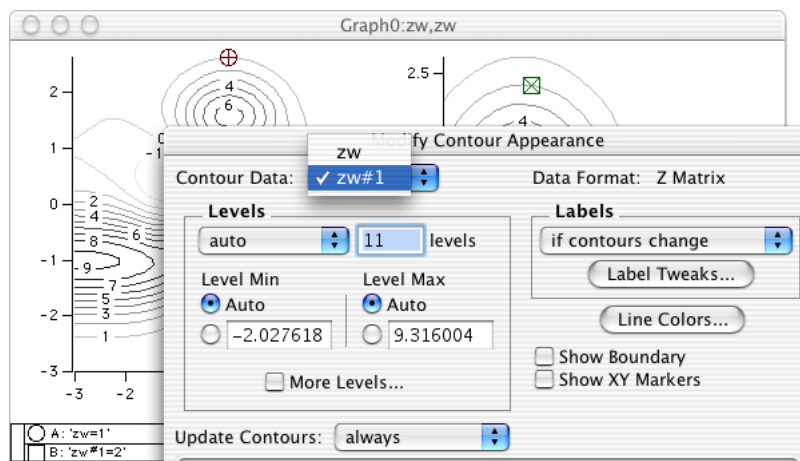 Graph0:zw,zw
2
1
0
-1
-2
-3
-3
-2
4
6
2
4
8
6
9
7
5
3
1
-1
2.5
4
Modify Contour Appearance
Contour Data:
zw
✓ zw#1
Data Format: Z Matrix
Levels
auto
11 levels
Level Min
Level Max
Auto
Auto
-2.027618
9.316004
More Levels...
Labels
if contours change
Label Tweaks...
Line Colors...
Show Boundary
Show XY Markers
Update Contours: always
A: 'zw=1'
B: 'zw#1=2'